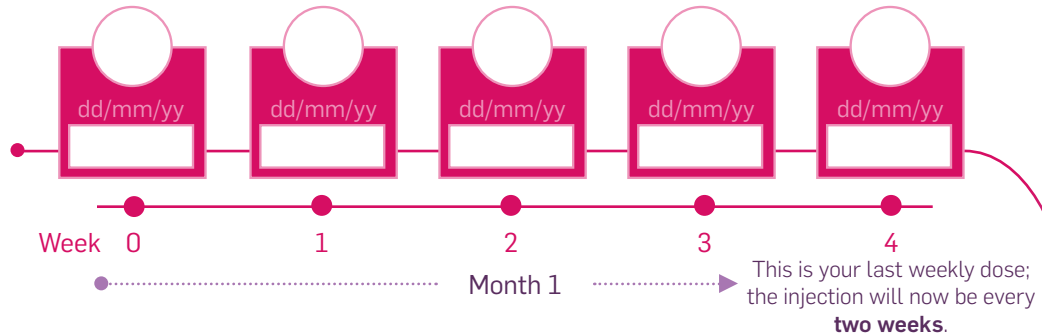 dd/mm/yy dd/mm/yy dd/mm/yy dd/mm/yy dd/mm/yy
Week 0 1 2 3 4
Month 1
This is your last weekly dose;
the injection will now be every
two weeks.